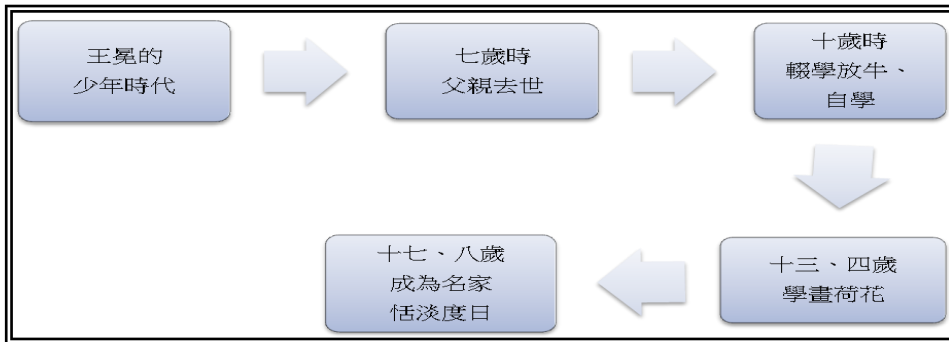 王冕的
少年時代
七歲時
父親去世
十歲時
輟學放牛、
自學
十三、四歲
學畫荷花
十七、八歲
成為名家
恬淡度日